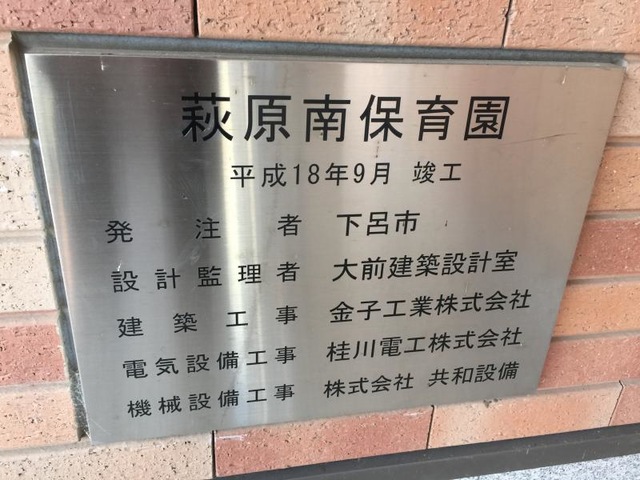 萩原南保育園
平成18年9月 竣工
発注者 下呂市
設計監理者 大前建築設計室
建築工事 金子工業株式会社
電気設備工事 桂川電工株式会社
機械設備工事 株式会社 共和設備